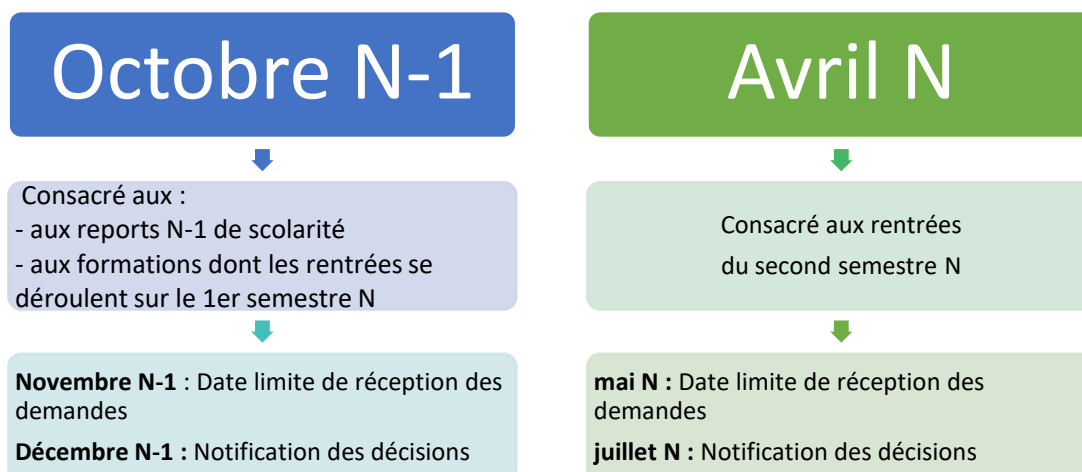 Octobre N-1
Consacré aux :
- aux reports N-1 de scolarité
- aux formations dont les rentrées se
déroulent sur le 1er semestre N
Novembre N-1 : Date limite de réception des
demandes
Décembre N-1 : Notification des décisions
Avril N
Consacré aux rentrées
du second semestre N
mai N : Date limite de réception des
demandes
juillet N : Notification des décisions